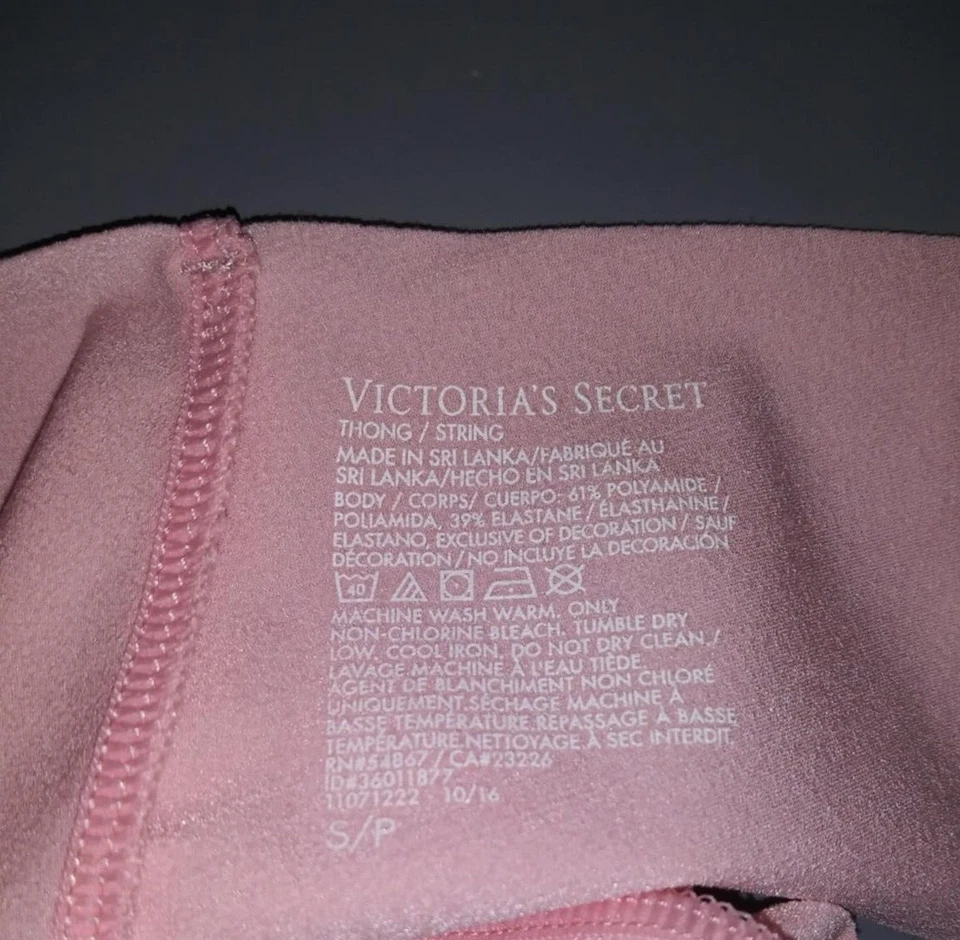 VICTORIA'S SECRET
THONG / STRING
MADE IN SRI LANKA/FABRIQUÉ AU
SRI LANKA/HECHO EN SRI LANKA
BODY / CORPS/ CUERPO: 61% POLYAMIDE /
POLIAMIDA, 39% ELASTANE / ÉLASTHANNE /
ELASTANO, EXCLUSIVE OF DECORATION / SAUF
DÉCORATION / NO INCLUYE LA DECORACIÓN
40
MACHINE WASH WARM. ONLY
NON-CHLORINE BLEACH. TUMBLE DRY
LOW. COOL IRON. DO NOT DRY CLEAN./
LAVAGE MACHINE À L'EAU TIÈDE.
AGENT DE BLANCHIMENT NON CHLORÉ
UNIQUEMENT.SÉCHAGE MACHINE À
BASSE TEMPÉRATURE.REPASSAGE À BASSE
TEMPÉRATURE.NETTOYAGE À SEC INTERDIT.
RN#54867 / CA#23226
ID#36011877
11071222 10/16
S/P